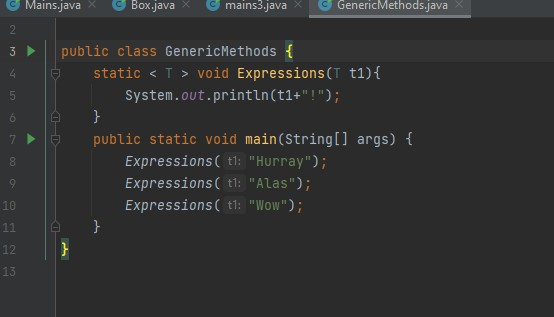 Mains.java × Box.java × mains3.java × GenericMethods.java ×
2
3 public class GenericMethods {
4 static < T > void Expressions(T t1){
5 System.out.println(t1+"!");
6 }
7 public static void main(String[] args) {
8 Expressions( t1: "Hurray");
9 Expressions( t1: "Alas");
10 Expressions( t1: "Wow");
11 }
12 }
13